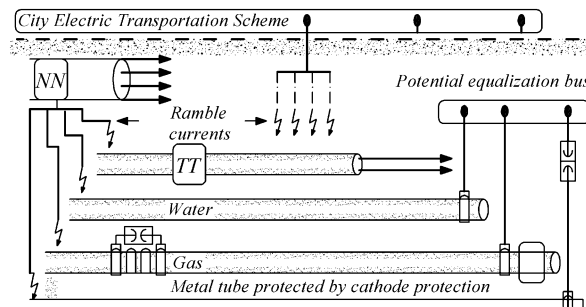 City Electric Transportation Scheme
NN
Potential equalization bus
Ramble
currents
TT
Water
Gas
Metal tube protected by cathode protection